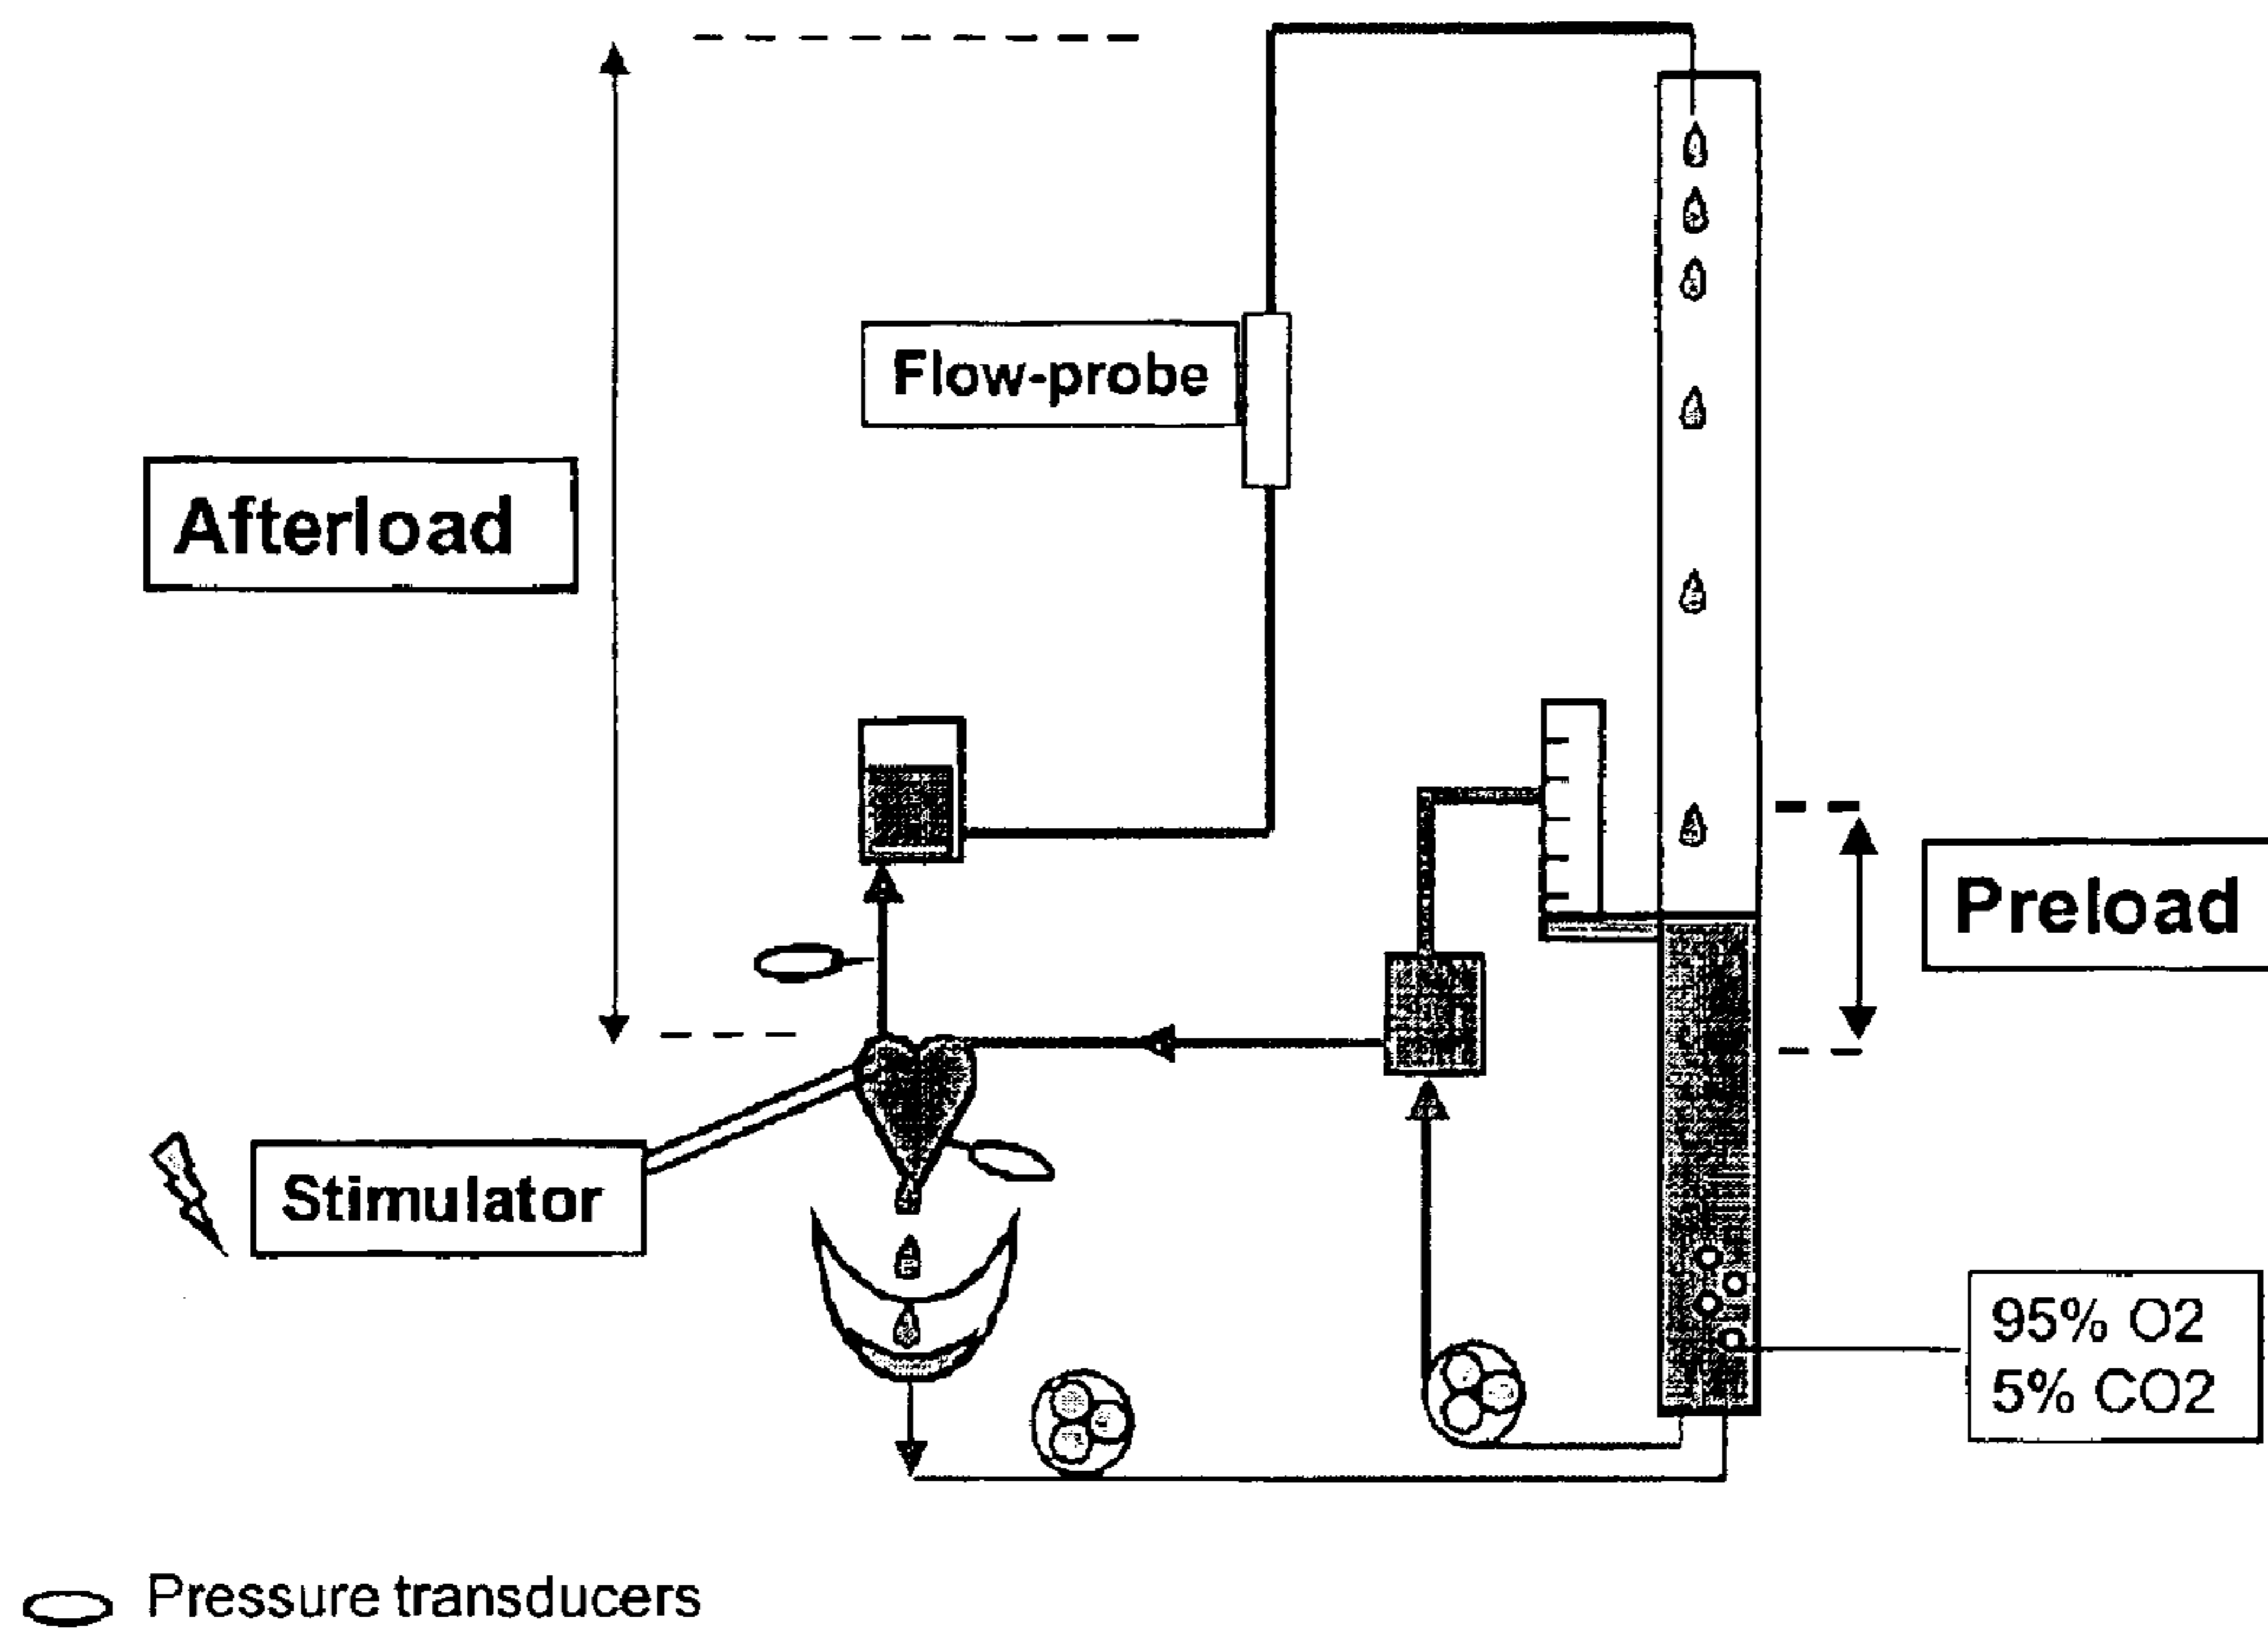 Flow-probe
Afterload
Preload
Stimulator
95% O2
5% CO2
Pressure transducers